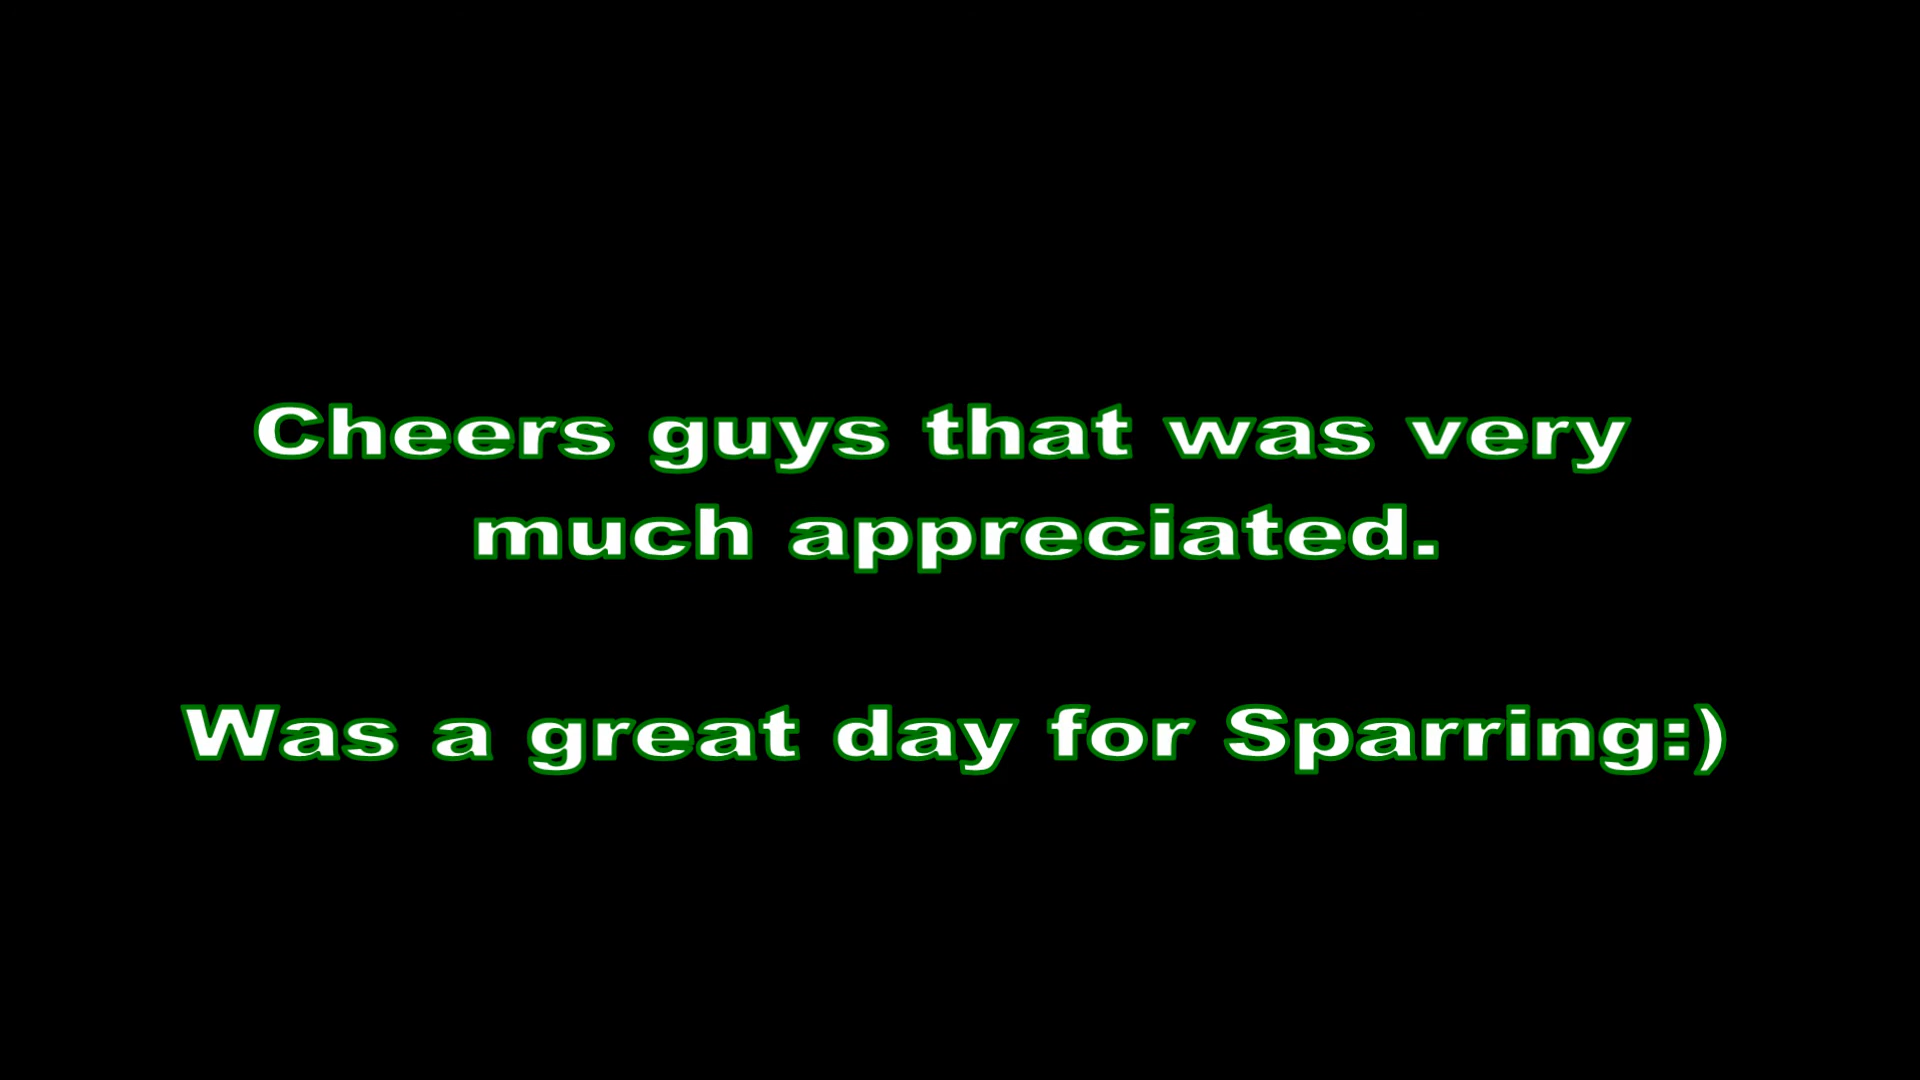 Cheers guys that was very
much appreciated.
Was a great day for Sparring:)